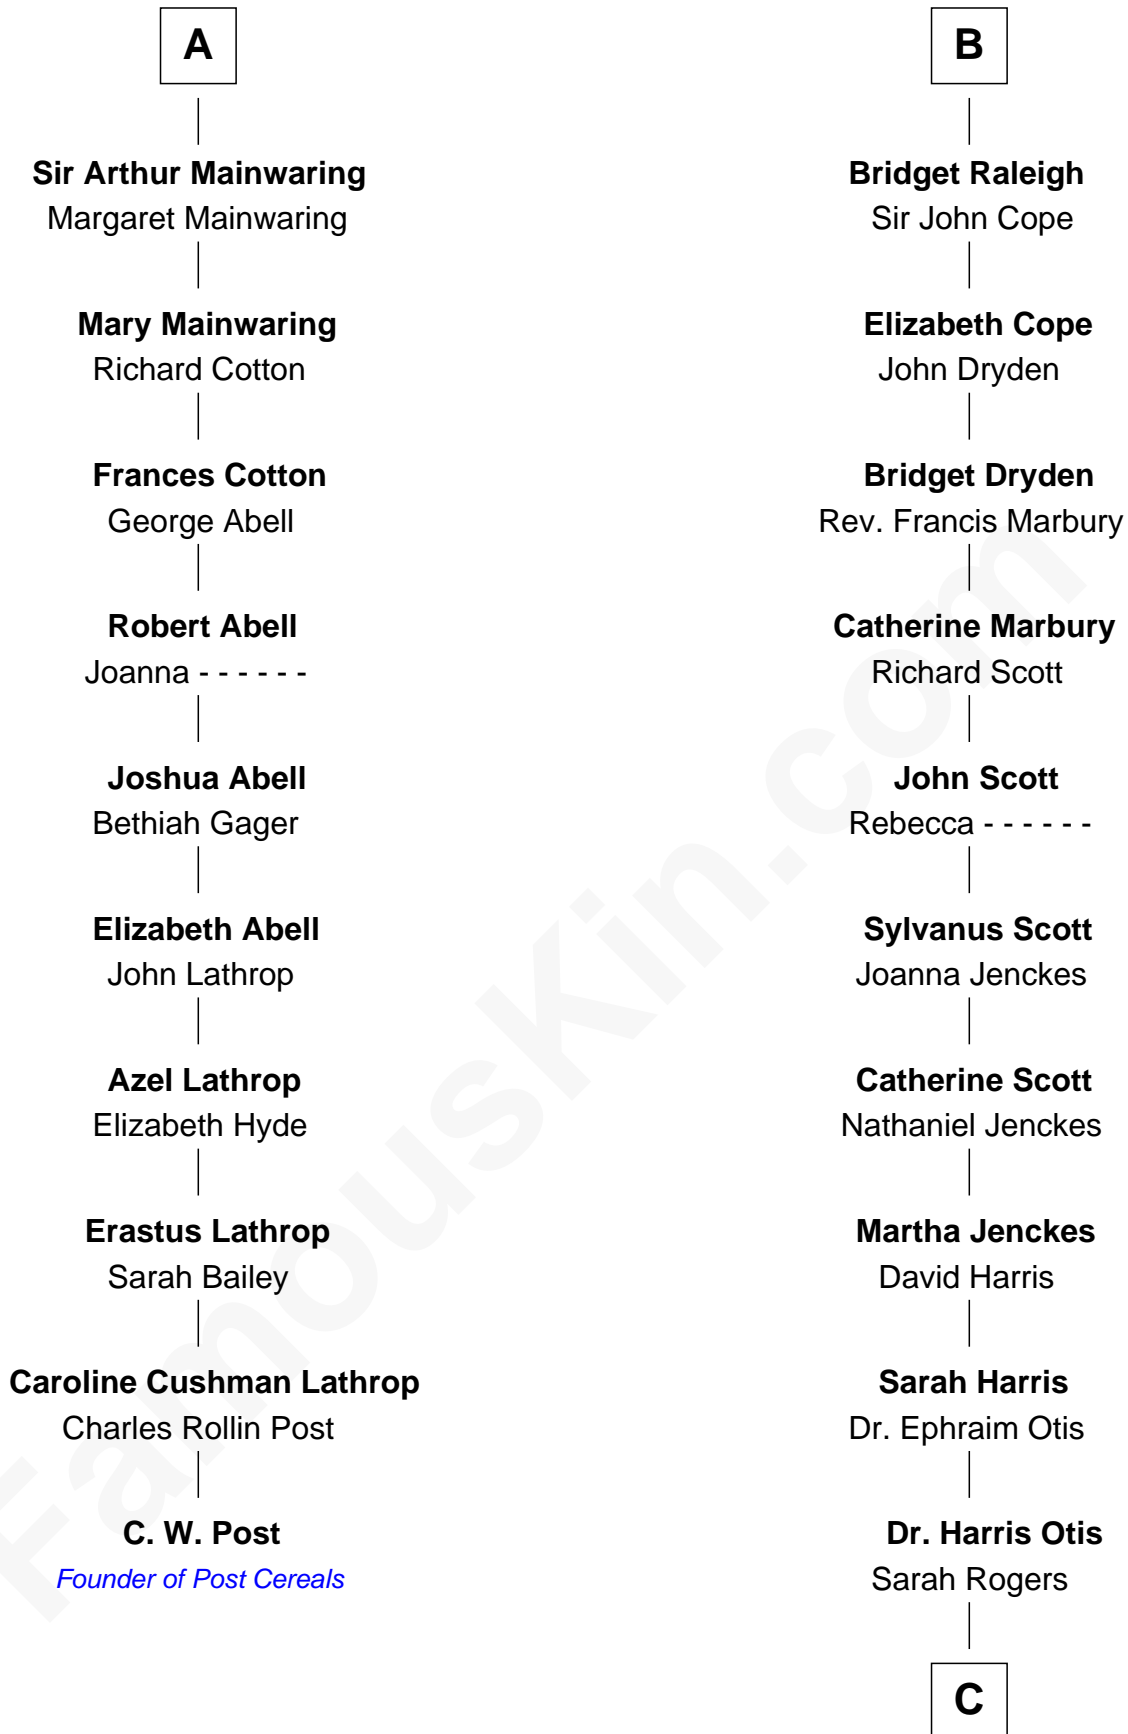 A
Sir Arthur Mainwaring
Margaret Mainwaring
Mary Mainwaring
Richard Cotton
Frances Cotton
George Abell
Robert Abell
Joanna - - - - - -
Joshua Abell
Bethiah Gager
Elizabeth Abell
John Lathrop
Azel Lathrop
Elizabeth Hyde
Erastus Lathrop
Sarah Bailey
Caroline Cushman Lathrop
Charles Rollin Post
C. W. Post
Founder of Post Cereals
B
Bridget Raleigh
Sir John Cope
Elizabeth Cope
John Dryden
Bridget Dryden
Rev. Francis Marbury
Catherine Marbury
Richard Scott
John Scott
Rebecca - - - - - -
Sylvanus Scott
Joanna Jenckes
Catherine Scott
Nathaniel Jenckes
Martha Jenckes
David Harris
Sarah Harris
Dr. Ephraim Otis
Dr. Harris Otis
Sarah Rogers
C
FamousKin.com